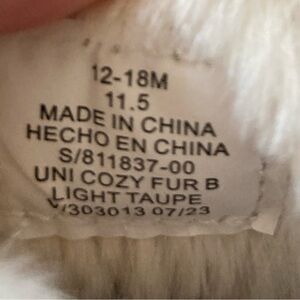 12-18M
11.5
MADE IN CHINA
HECHO EN CHINA
S/811837-00
UNI COZY FUR B
LIGHT TAUPE
V/303013 07/23